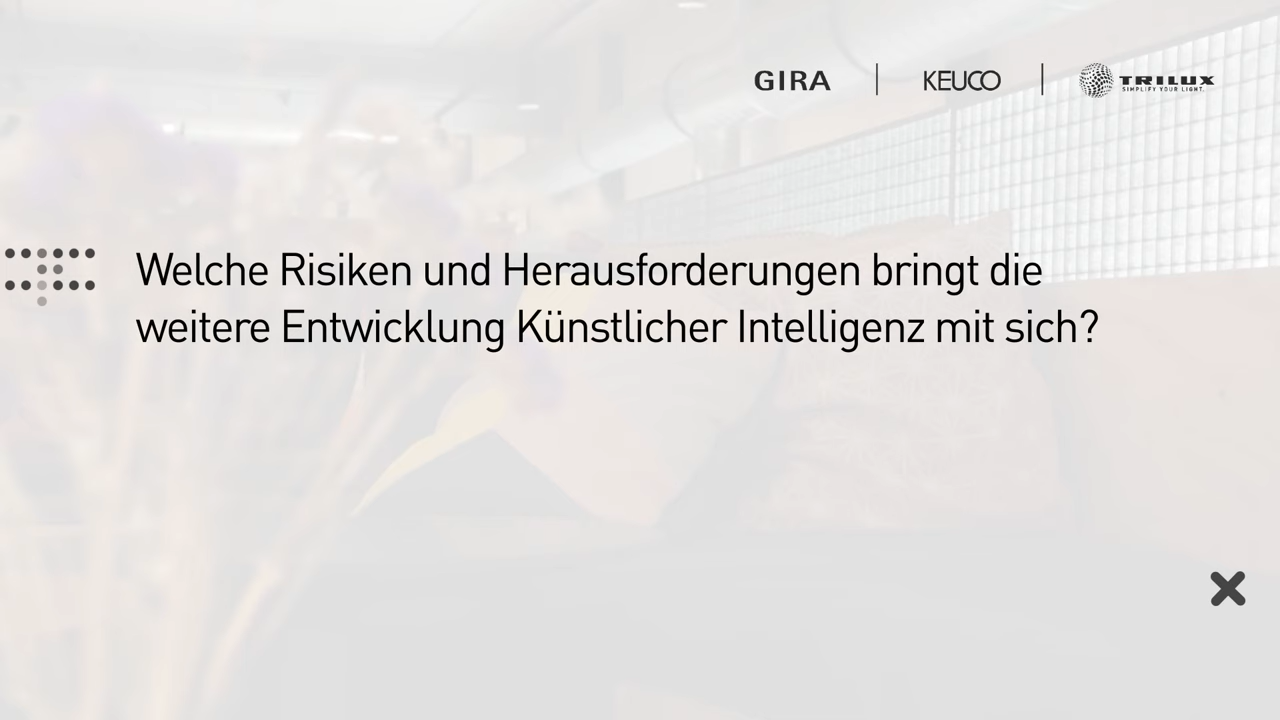 GIRA | KEUCO | TRILUX
SIMPLIFY YOUR LIGHT.
Welche Risiken und Herausforderungen bringt die
weitere Entwicklung Künstlicher Intelligenz mit sich?